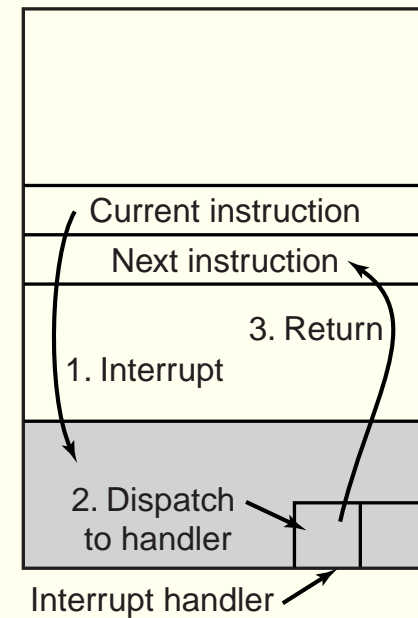 Current instruction
Next instruction
3. Return
1. Interrupt
2. Dispatch
to handler
Interrupt handler